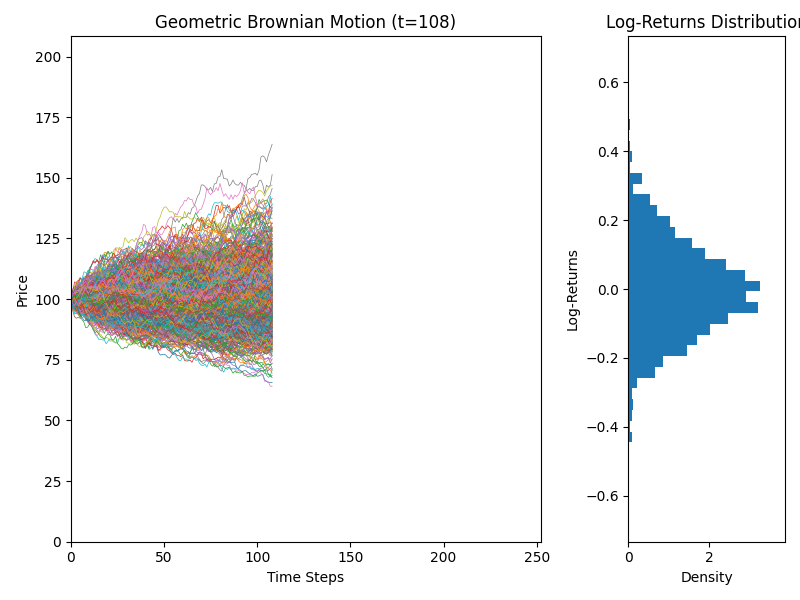 Geometric Brownian Motion (t=108)
Price
200
175
150
125
100
75
50
25
0
0 50 100 150 200 250
Time Steps
Log-Returns Distribution
Log-Returns
0.6
0.4
0.2
0.0
−0.2
−0.4
−0.6
0 2
Density